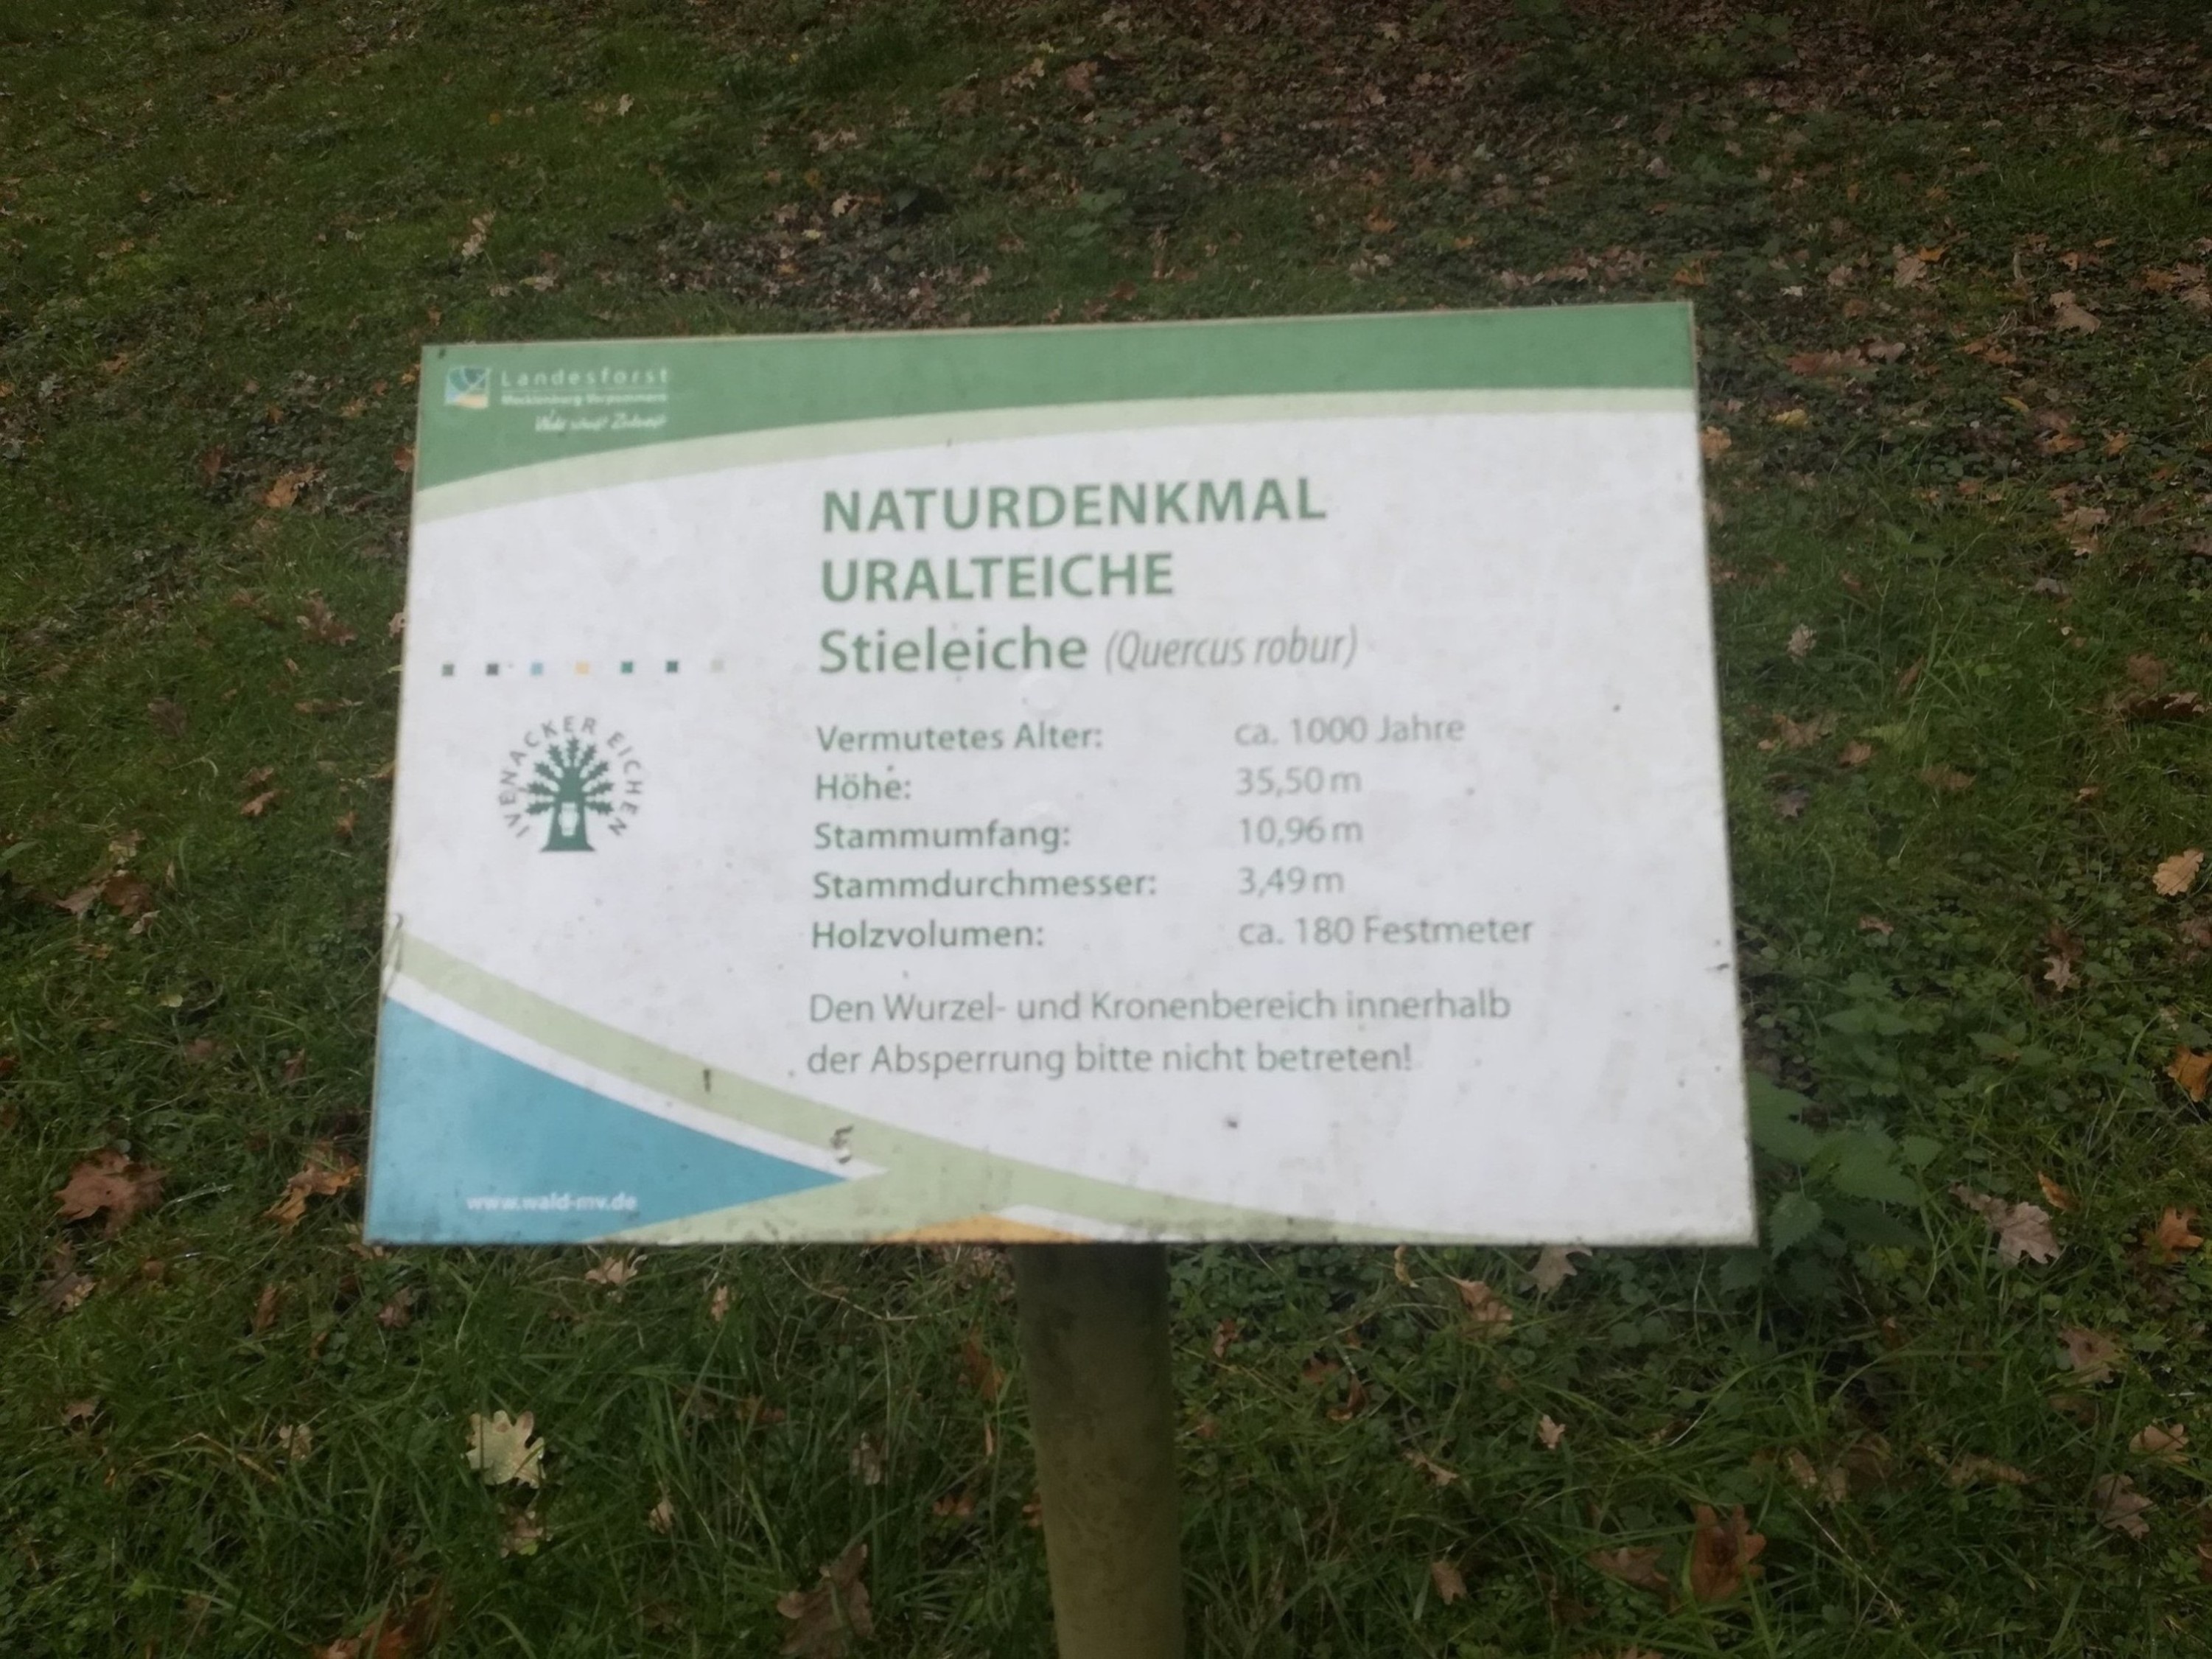 Landesforst
Mecklenburg-Vorpommern
NATURDENKMAL
URALTEICHE
Stieleiche (Quercus robur)
IVENACKER EICHEN
Vermutetes Alter: ca. 1000 Jahre
Höhe: 35,50 m
Stammumfang: 10,96 m
Stammdurchmesser: 3,49 m
Holzvolumen: ca. 180 Festmeter
Den Wurzel- und Kronenbereich innerhalb
der Absperrung bitte nicht betreten!
www.wald-mv.de